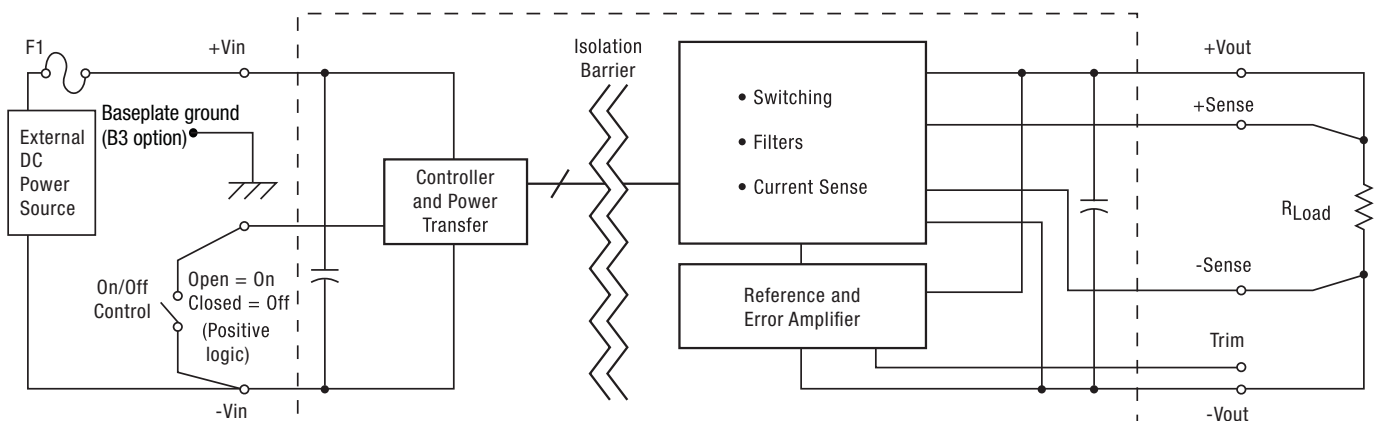 F1
+Vin
External
DC
Power
Source
Baseplate ground
(B3 option)
On/Off
Control
Open = On
Closed = Off
(Positive
logic)
-Vin
Controller
and Power
Transfer
Isolation
Barrier
• Switching
• Filters
• Current Sense
Reference and
Error Amplifier
+Vout
+Sense
RLoad
-Sense
Trim
-Vout